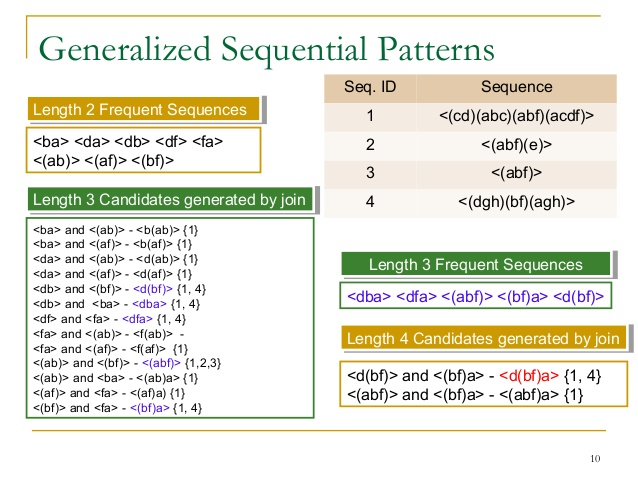 Generalized Sequential Patterns
Length 2 Frequent Sequences
<ba> <da> <db> <df> <fa>
<(ab)> <(af)> <(bf)>
Length 3 Candidates generated by join
<ba> and <(ab)> - <b(ab)> {1}
<ba> and <(af)> - <b(af)> {1}
<da> and <(ab)> - <d(ab)> {1}
<da> and <(af)> - <d(af)> {1}
<db> and <(bf)> - <d(bf)> {1, 4}
<db> and  <ba> - <dba> {1, 4}
<df> and <fa> - <dfa> {1, 4}
<fa> and <(ab)> - <f(ab)>  -
<fa> and <(af)> - <f(af)>  {1}
<(ab)> and <(bf)> - <(abf)> {1,2,3}
<(ab)> and <ba> - <(ab)a> {1}
<(af)> and <fa> - <(af)a) {1}
<(bf)> and <fa> - <(bf)a> {1, 4}
Seq. ID Sequence
1 <(cd)(abc)(abf)(acdf)>
2 <(abf)(e)>
3 <(abf)>
4 <(dgh)(bf)(agh)>
Length 3 Frequent Sequences
<dba> <dfa> <(abf)> <(bf)a> <d(bf)>
Length 4 Candidates generated by join
<d(bf)> and <(bf)a> - <d(bf)a> {1, 4}
<(abf)> and <(bf)a> - <(abf)a> {1}
10